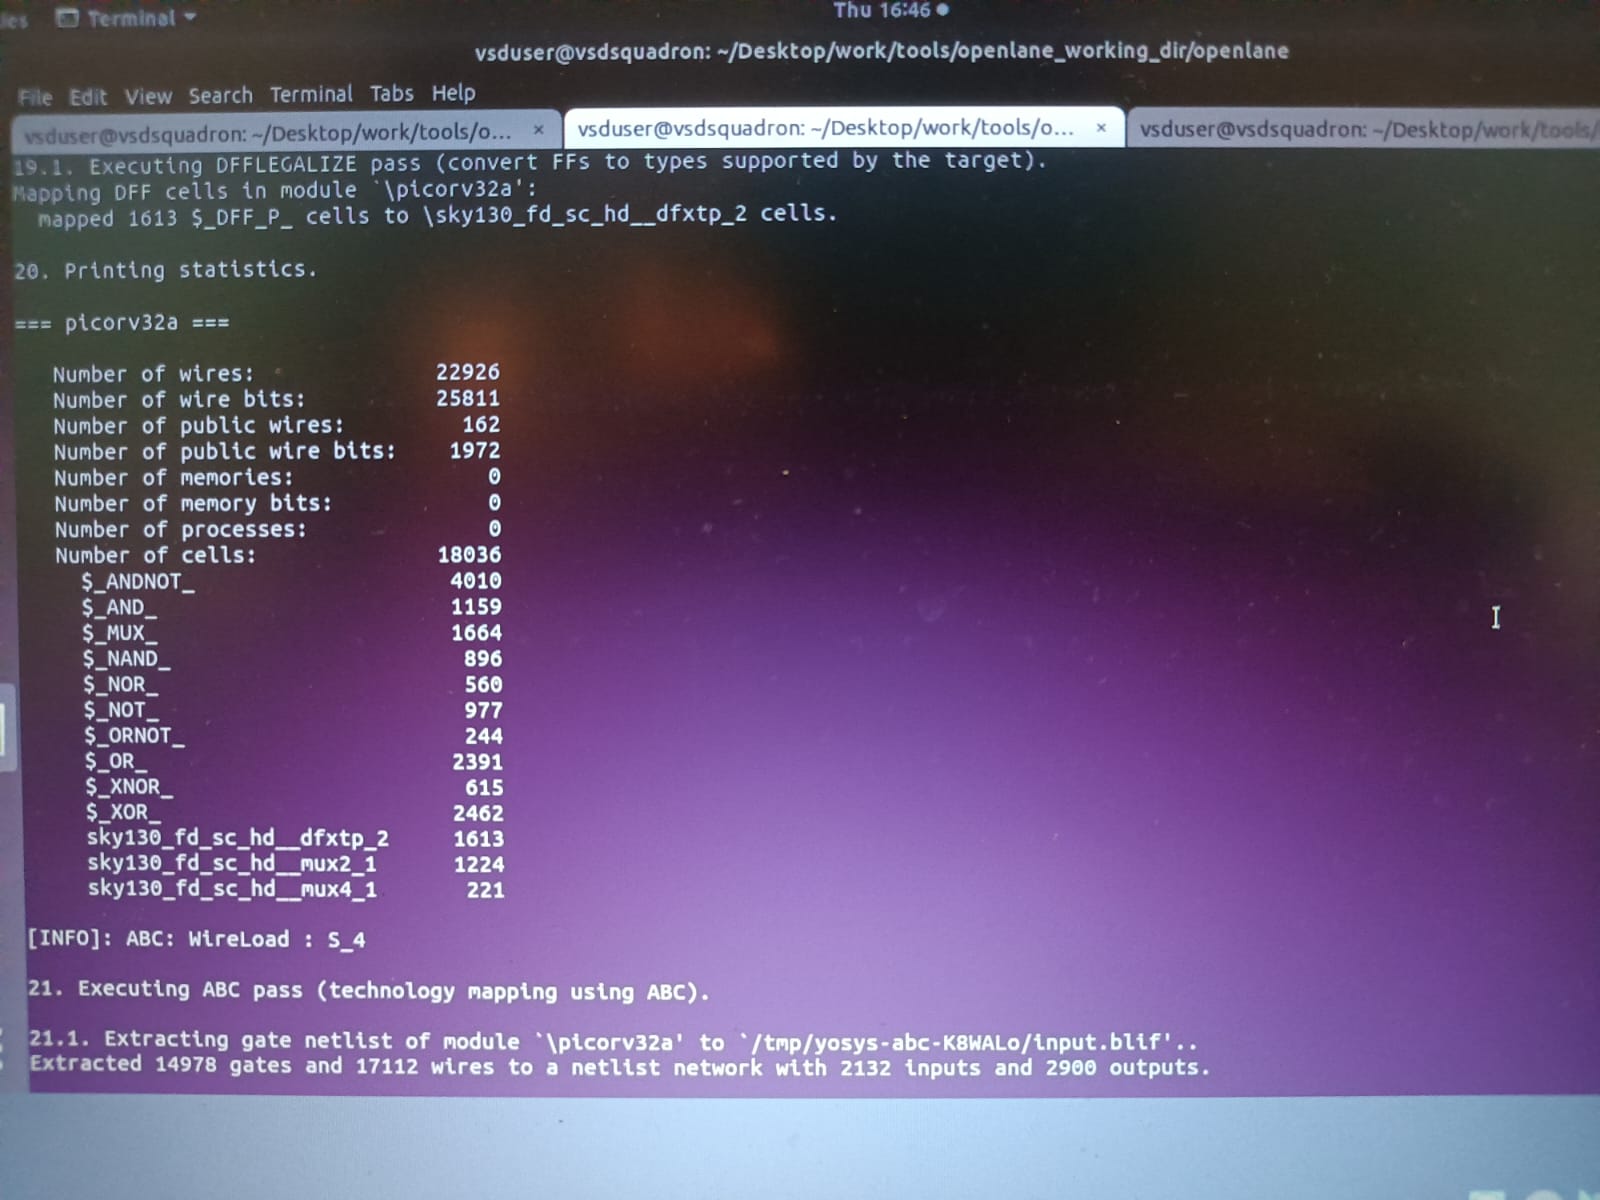 Terminal
Thu 16:46
vsduser@vsdsquadron: ~/Desktop/work/tools/openlane_working_dir/openlane
File Edit View Search Terminal Tabs Help
vsduser@vsdsquadron: ~/Desktop/work/tools/o... × vsduser@vsdsquadron: ~/Desktop/work/tools/o... × vsduser@vsdsquadron: ~/Desktop/work/tools/
19.1. Executing DFFLEGALIZE pass (convert FFs to types supported by the target).
Mapping DFF cells in module `\picorv32a':
mapped 1613 $_DFF_P_ cells to \sky130_fd_sc_hd__dfxtp_2 cells.
20. Printing statistics.
=== picorv32a ===
Number of wires: 22926
Number of wire bits: 25811
Number of public wires: 162
Number of public wire bits: 1972
Number of memories: 0
Number of memory bits: 0
Number of processes: 0
Number of cells: 18036
$_ANDNOT_ 4010
$_AND_ 1159
$_MUX_ 1664
$_NAND_ 896
$_NOR_ 560
$_NOT_ 977
$_ORNOT_ 244
$_OR_ 2391
$_XNOR_ 615
$_XOR_ 2462
sky130_fd_sc_hd__dfxtp_2 1613
sky130_fd_sc_hd__mux2_1 1224
sky130_fd_sc_hd__mux4_1 221
[INFO]: ABC: WireLoad : S_4
21. Executing ABC pass (technology mapping using ABC).
21.1. Extracting gate netlist of module `\picorv32a' to `/tmp/yosys-abc-K8WALo/input.blif'..
Extracted 14978 gates and 17112 wires to a netlist network with 2132 inputs and 2900 outputs.